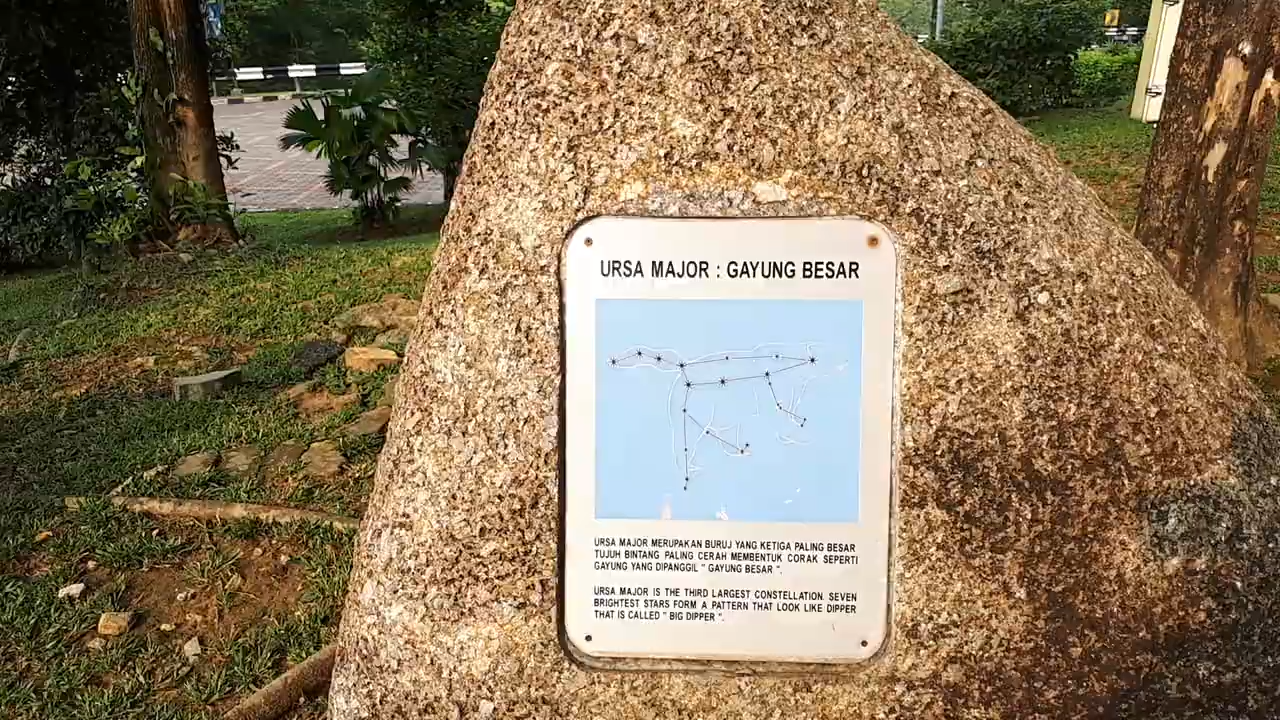 URSA MAJOR : GAYUNG BESAR
URSA MAJOR MERUPAKAN BURUJ YANG KETIGA PALING BESAR
TUJUH BINTANG PALING CERAH MEMBENTUK CORAK SEPERTI
GAYUNG YANG DIPANGGIL " GAYUNG BESAR ".
URSA MAJOR IS THE THIRD LARGEST CONSTELLATION. SEVEN
BRIGHTEST STARS FORM A PATTERN THAT LOOK LIKE DIPPER
THAT IS CALLED " BIG DIPPER ".